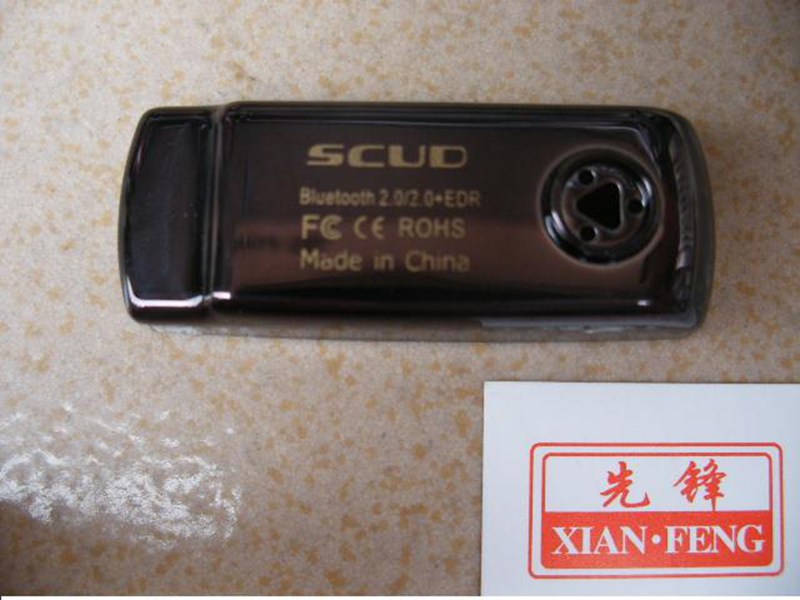 SCUD
Bluetooth 2.0/2.0+EDR
FC CE ROHS
Made in China
先锋
XIAN·FENG